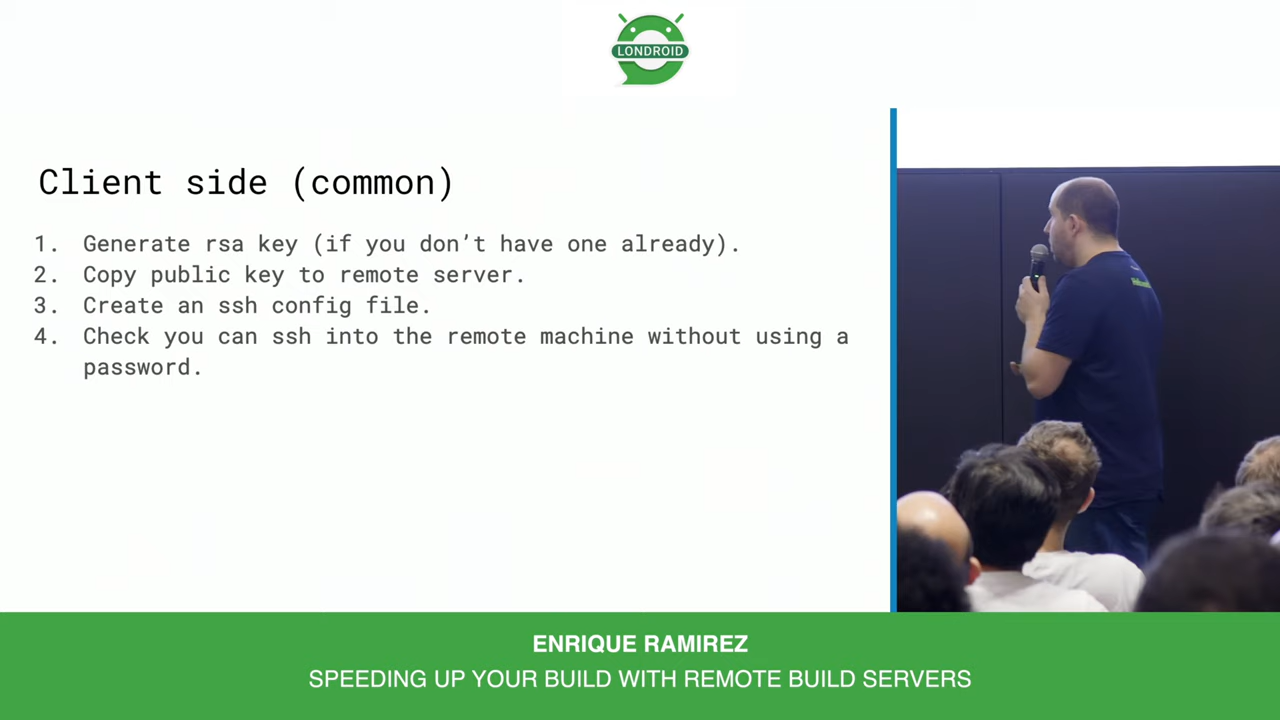 LONDROID
Client side (common)
1. Generate rsa key (if you don’t have one already).
2. Copy public key to remote server.
3. Create an ssh config file.
4. Check you can ssh into the remote machine without using a
password.
ENRIQUE RAMIREZ
SPEEDING UP YOUR BUILD WITH REMOTE BUILD SERVERS